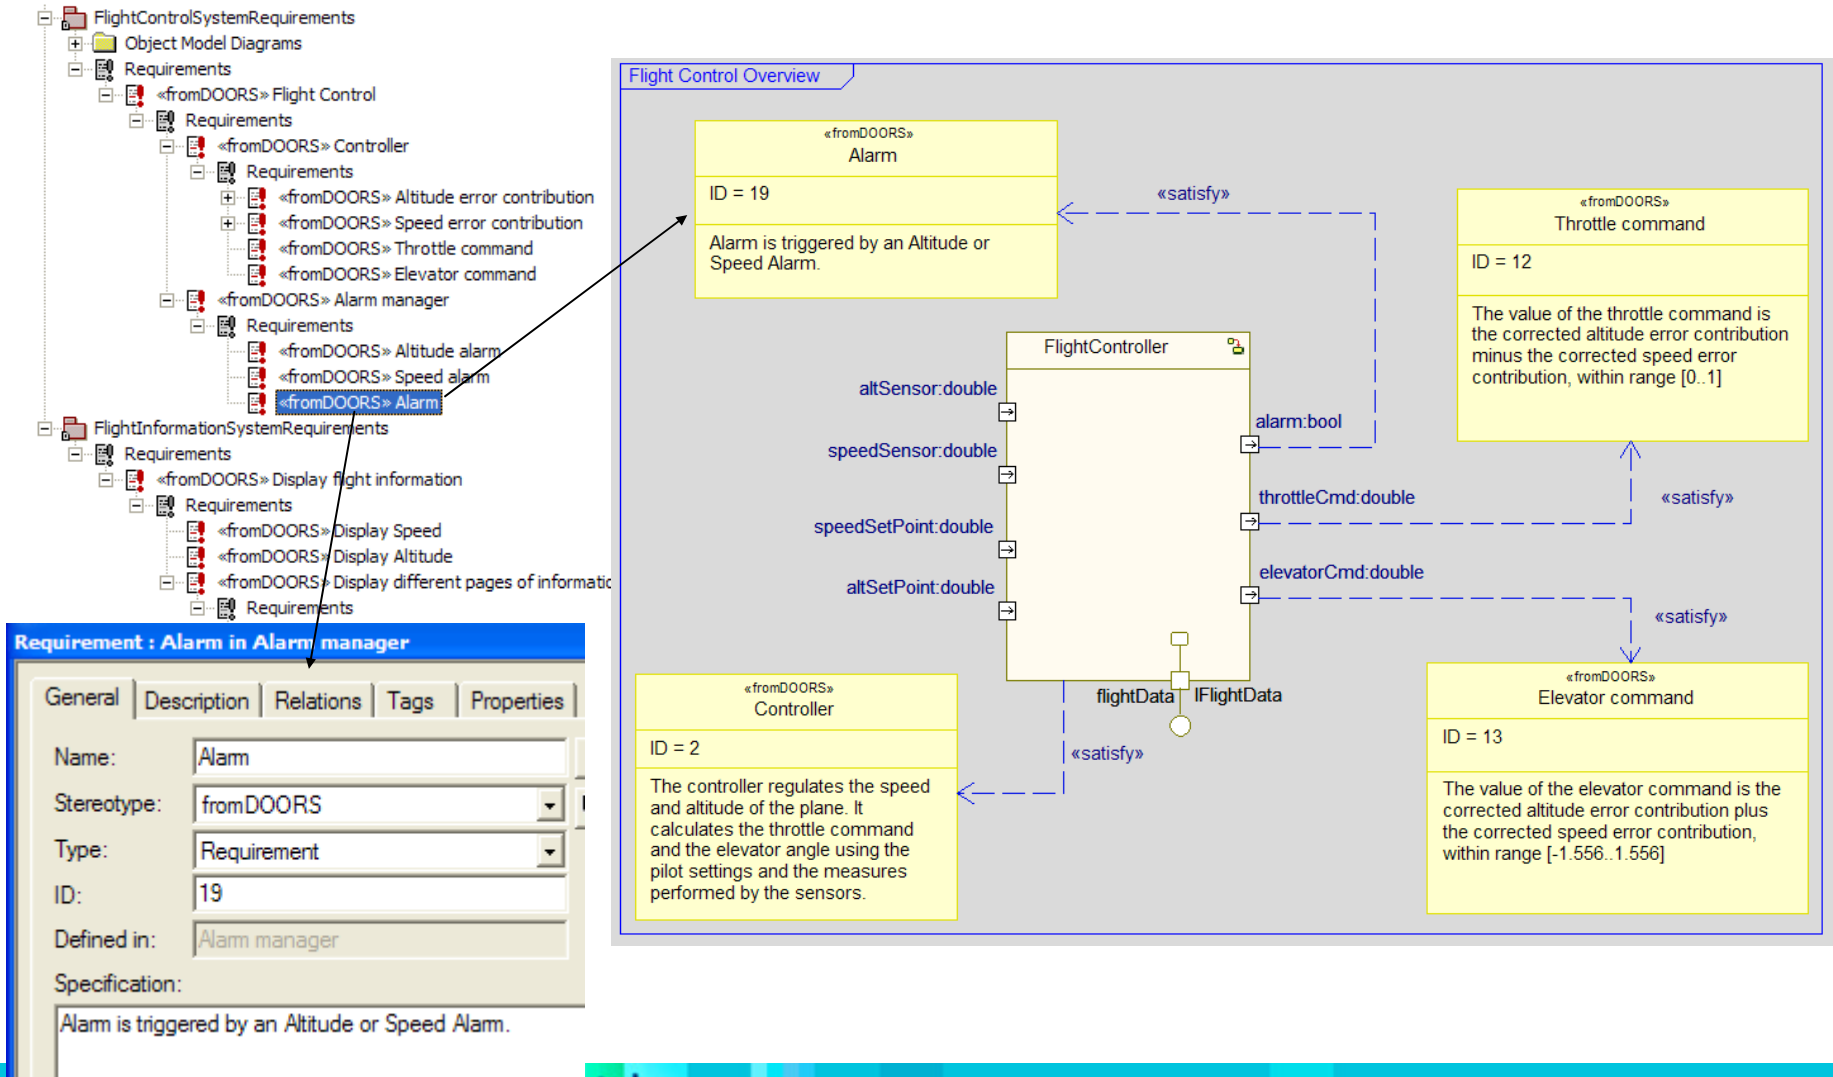 FlightControlSystemRequirements
Object Model Diagrams
Requirements
«fromDOORS» Flight Control
Requirements
«fromDOORS» Controller
Requirements
«fromDOORS» Altitude error contribution
«fromDOORS» Speed error contribution
«fromDOORS» Throttle command
«fromDOORS» Elevator command
«fromDOORS» Alarm manager
Requirements
«fromDOORS» Altitude alarm
«fromDOORS» Speed alarm
«fromDOORS» Alarm
FlightInformationSystemRequirements
Requirements
«fromDOORS» Display flight information
Requirements
«fromDOORS» Display Speed
«fromDOORS» Display Altitude
«fromDOORS» Display different pages of informatic
Requirements
Requirement : Alarm in Alarm manager
General
Description
Relations
Tags
Properties
Name:
Alarm
Stereotype:
fromDOORS
Type:
Requirement
ID:
19
Defined in:
Alarm manager
Specification:
Alarm is triggered by an Altitude or Speed Alarm.
Flight Control Overview
«fromDOORS»
Alarm
ID = 19
Alarm is triggered by an Altitude or
Speed Alarm.
«satisfy»
«fromDOORS»
Throttle command
ID = 12
The value of the throttle command is
the corrected altitude error contribution
minus the corrected speed error
contribution, within range [0..1]
FlightController
altSensor:double
speedSensor:double
speedSetPoint:double
altSetPoint:double
alarm:bool
throttleCmd:double
«satisfy»
elevatorCmd:double
«satisfy»
flightData
IFlightData
«satisfy»
«fromDOORS»
Controller
ID = 2
The controller regulates the speed
and altitude of the plane. It
calculates the throttle command
and the elevator angle using the
pilot settings and the measures
performed by the sensors.
«fromDOORS»
Elevator command
ID = 13
The value of the elevator command is the
corrected altitude error contribution plus
the corrected speed error contribution,
within range [-1.556..1.556]